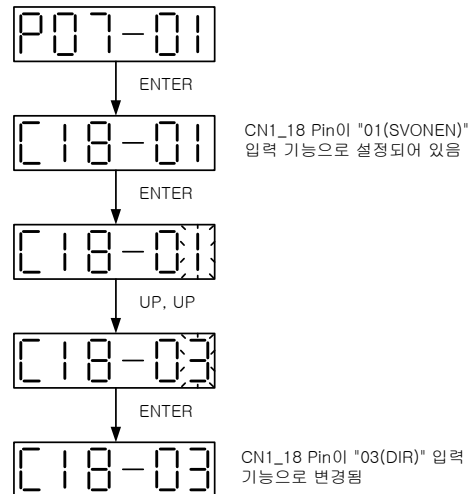 P07-01
ENTER
C18-01
CN1_18 Pin이 "01(SVONEN)"
입력 기능으로 설정되어 있음
ENTER
C18-01
UP, UP
C18-03
ENTER
C18-03
CN1_18 Pin이 "03(DIR)" 입력
기능으로 변경됨